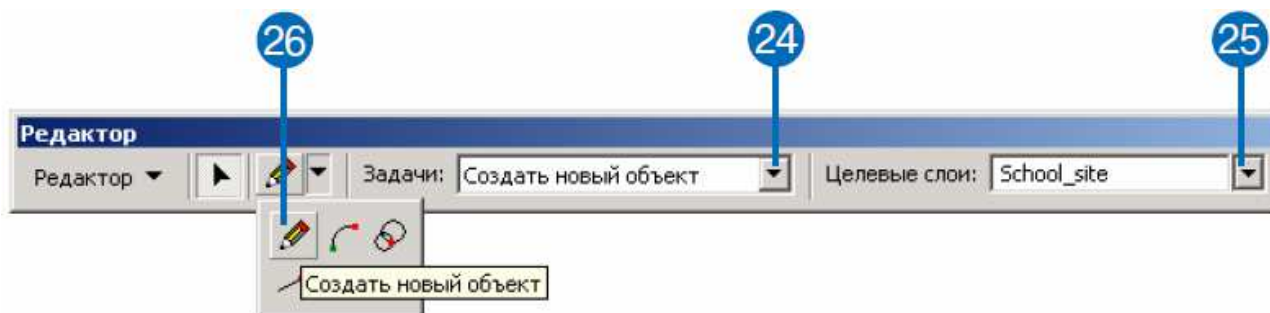 26 24 25
Редактор
Редактор Задачи: Создать новый объект Целевые слои: School_site
Создать новый объект